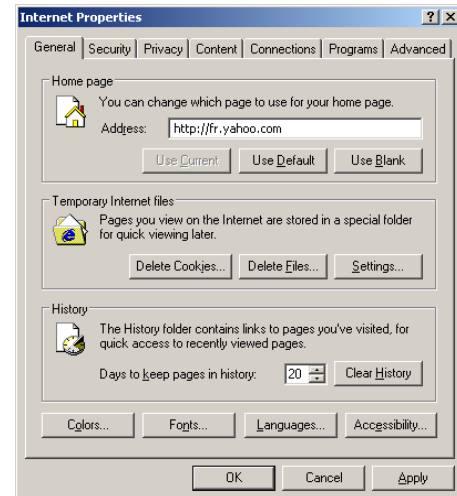 Internet Properties
General Security Privacy Content Connections Programs Advanced
Home page
You can change which page to use for your home page.
Address: http://fr.yahoo.com
Use Current Use Default Use Blank
Temporary Internet files
Pages you view on the Internet are stored in a special folder
for quick viewing later.
Delete Cookies... Delete Files... Settings...
History
The History folder contains links to pages you've visited, for
quick access to recently viewed pages.
Days to keep pages in history: 20 Clear History
Colors... Fonts... Languages... Accessibility...
OK Cancel Apply